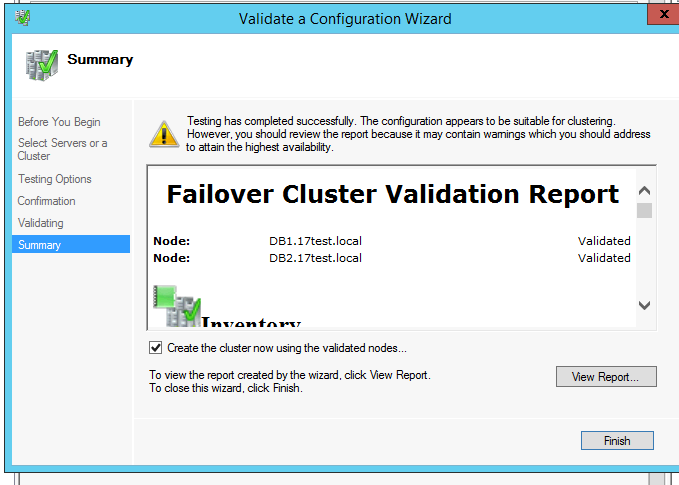 Validate a Configuration Wizard
x
Summary
Before You Begin
Select Servers or a
Cluster
Testing Options
Confirmation
Validating
Summary
Testing has completed successfully. The configuration appears to be suitable for clustering.
However, you should review the report because it may contain warnings which you should address
to attain the highest availability.
Failover Cluster Validation Report
Node: DB1.17test.local Validated
Node: DB2.17test.local Validated
Inventory
Create the cluster now using the validated nodes...
To view the report created by the wizard, click View Report.
To close this wizard, click Finish.
View Report...
Finish